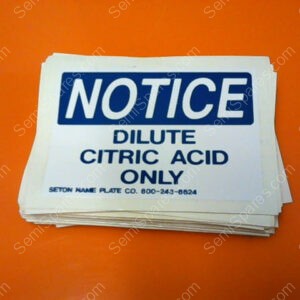 NOTICE
DILUTE
CITRIC ACID
ONLY
SETON NAME PLATE CO. 800-243-6624